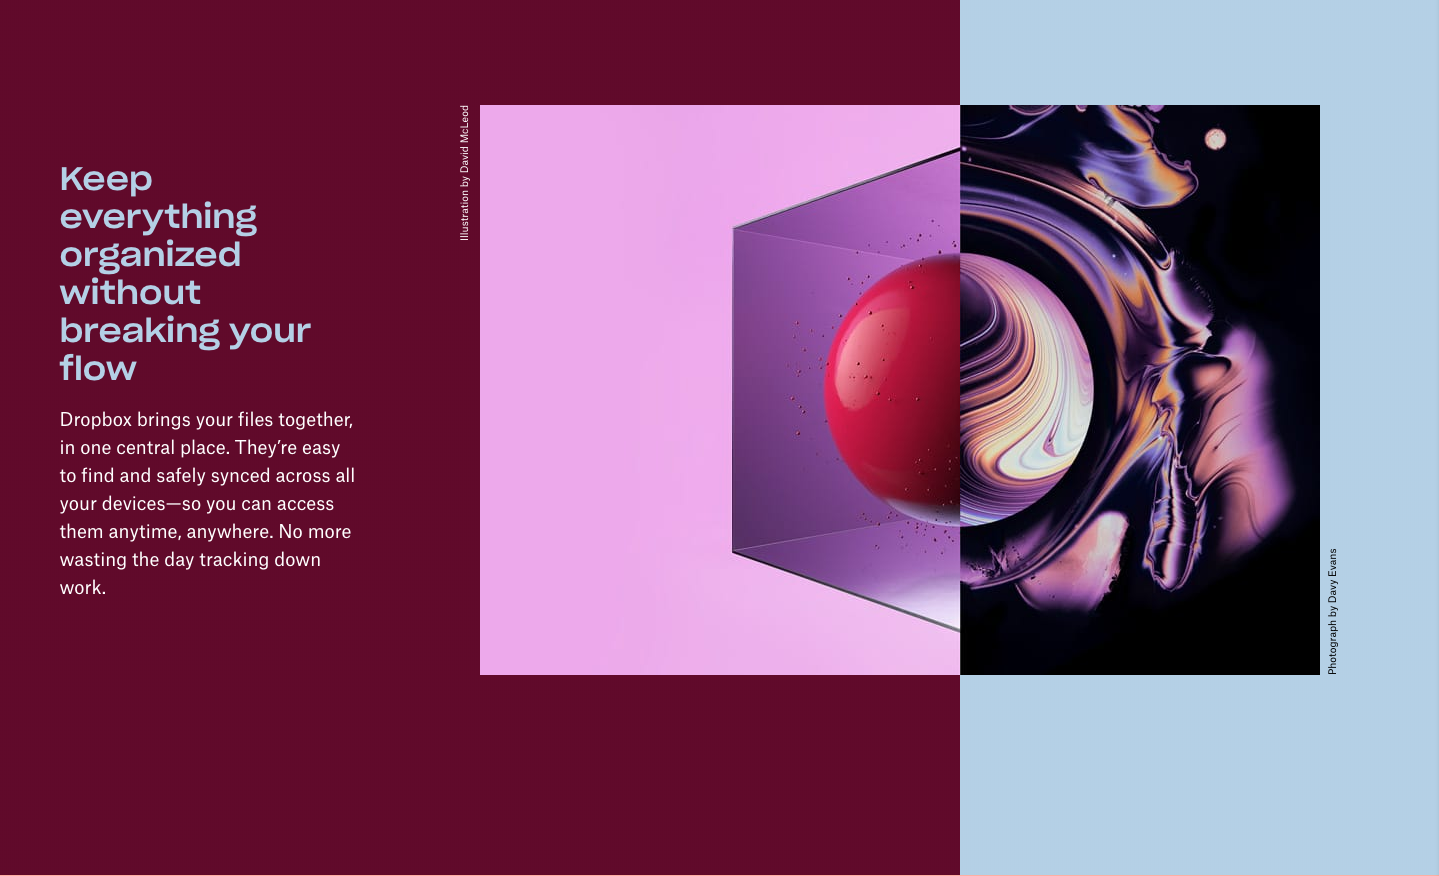 Keep
everything
organized
without
breaking your
flow
Dropbox brings your files together,
in one central place. They’re easy
to find and safely synced across all
your devices—so you can access
them anytime, anywhere. No more
wasting the day tracking down
work.
Illustration by David McLeod
Photograph by Davy Evans